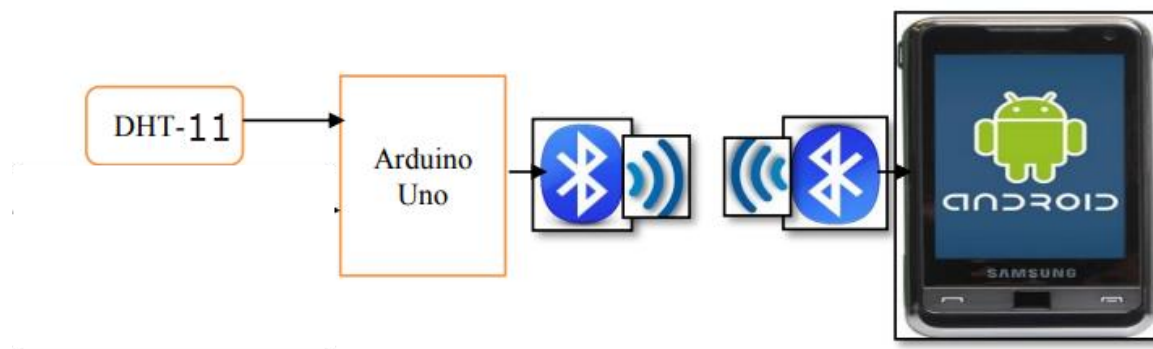 DHT-11
Arduino
Uno
ANDROID
SAMSUNG